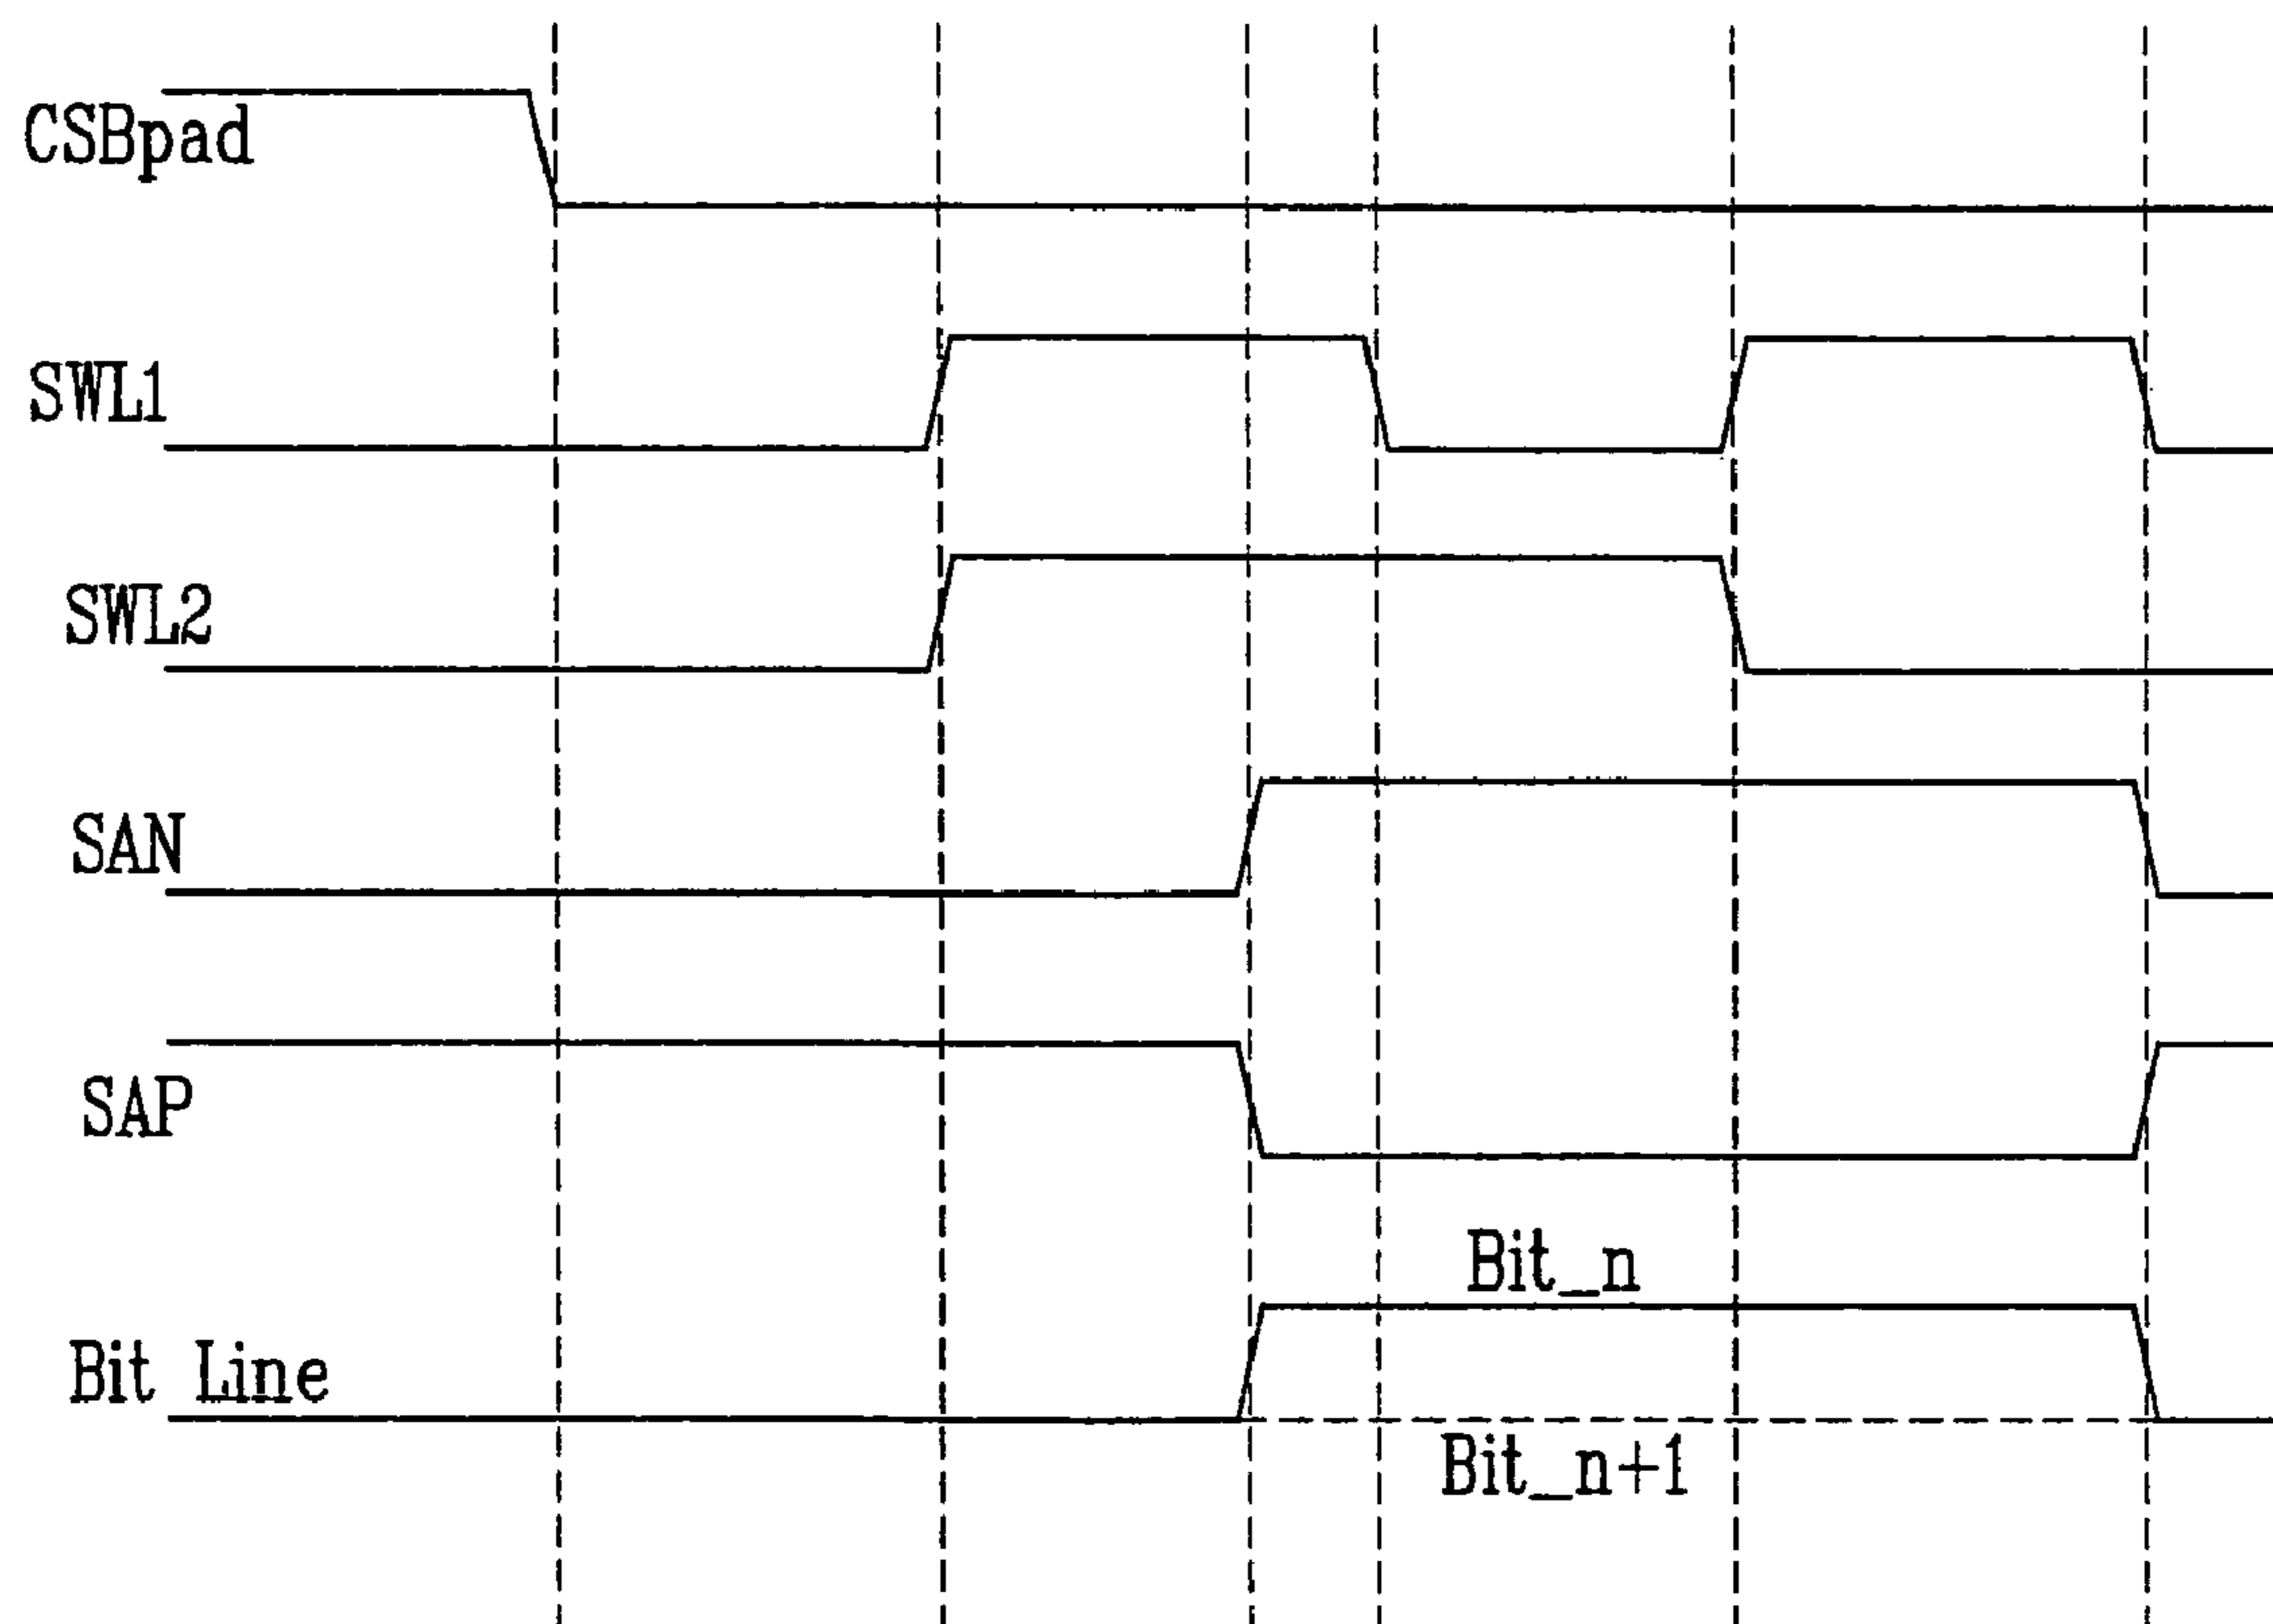 CSBpad
SWL1
SWL2
SAN
SAP
Bit_n
Bit Line
Bit_n+1